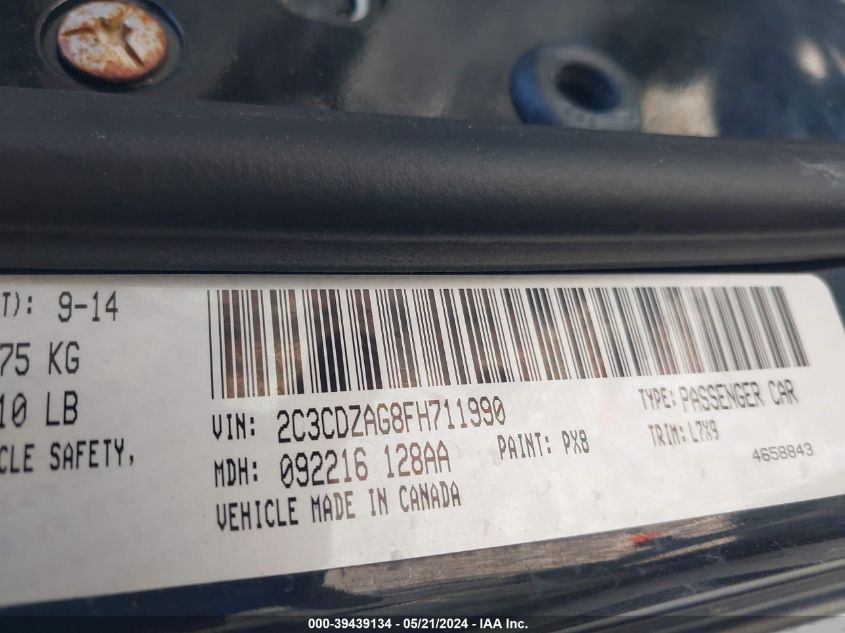 T): 9-14
75 KG
10 LB
CLE SAFETY,
VIN: 2C3CDZAG8FH711990
TYPE: PASSENGER CAR
MDH: 092216 128AA
PAINT: PX8
TRIM: L7X9
VEHICLE MADE IN CANADA
4658843
000-39439134 - 05/21/2024 - IAA Inc.